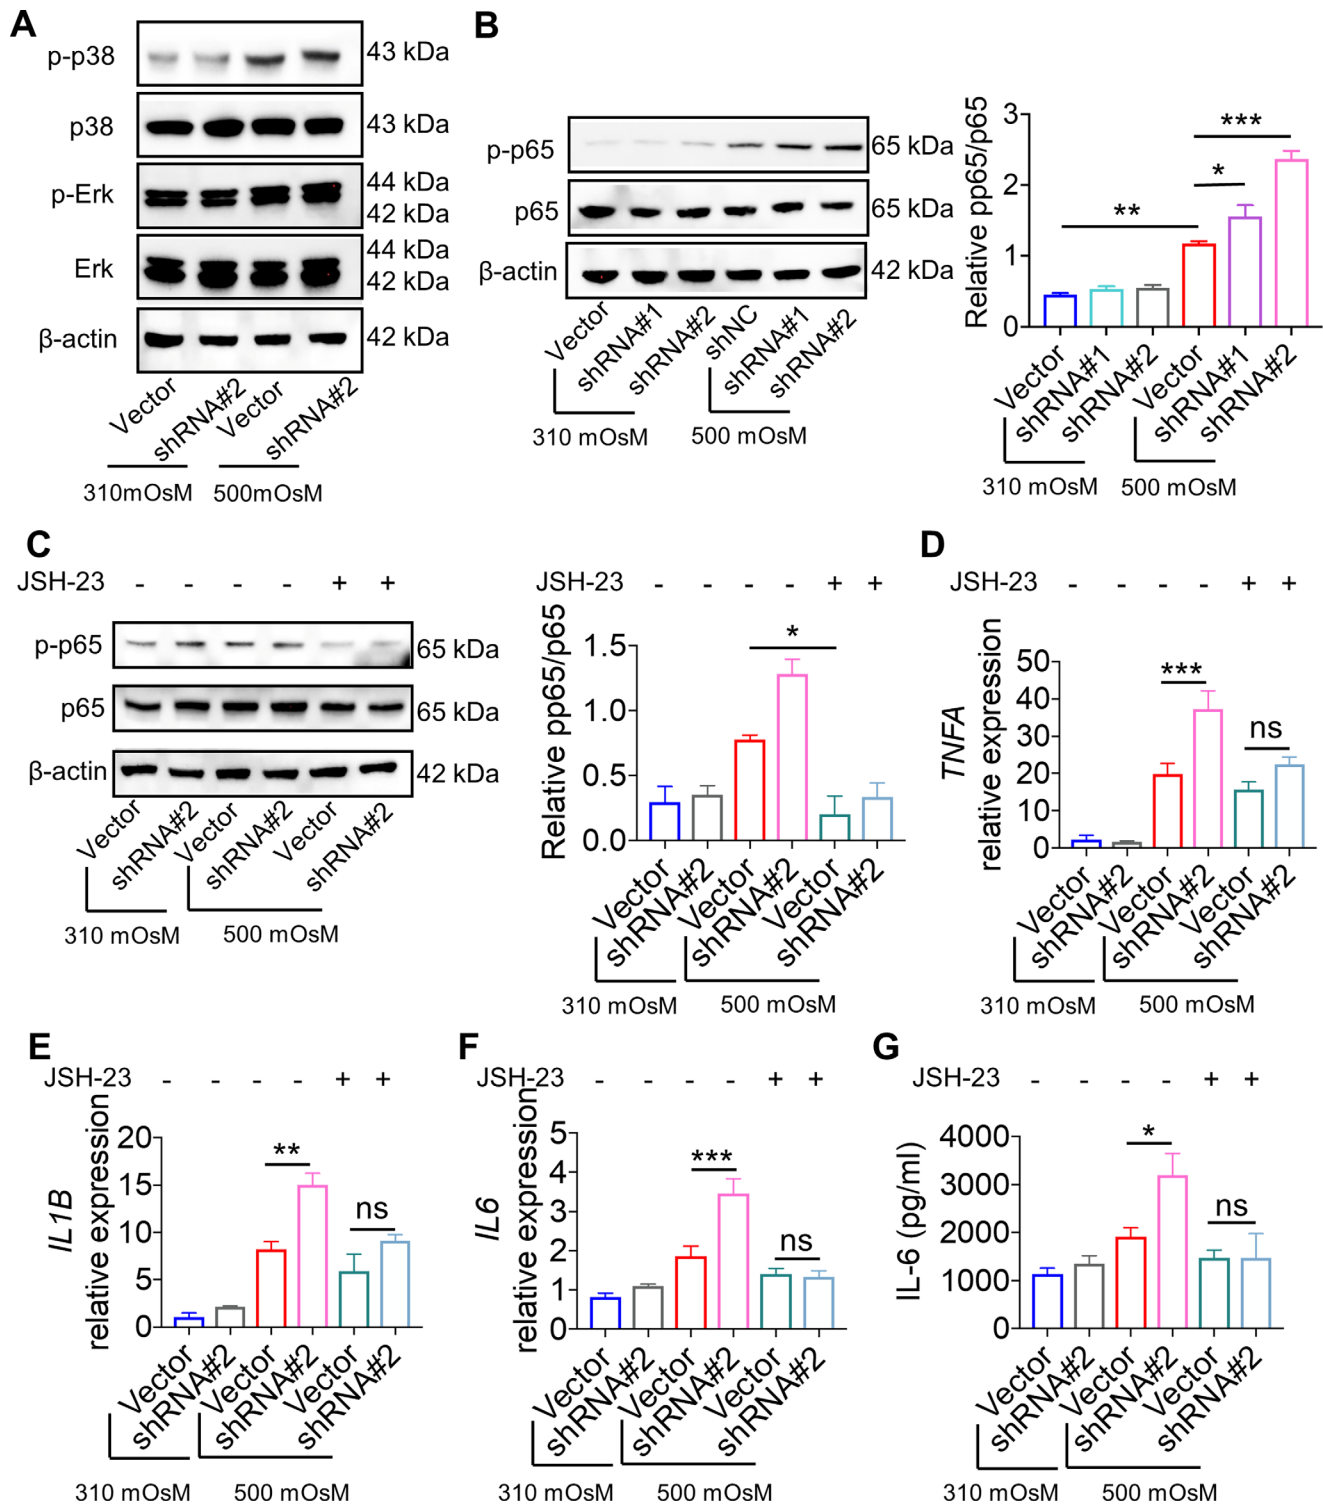 A
p-p38
43 kDa
p38
43 kDa
p-Erk
44 kDa
42 kDa
Erk
44 kDa
42 kDa
β-actin
42 kDa
Vector
shRNA#2
Vector
shRNA#2
310mOsM
500mOsM
B
p-p65
65 kDa
p65
65 kDa
β-actin
42 kDa
Vector
shRNA#1
shRNA#2
shNC
shRNA#1
shRNA#2
310 mOsM
500 mOsM
Relative pp65/p65
3
2
1
0
**
*
***
Vector
shRNA#1
shRNA#2
Vector
shRNA#1
shRNA#2
310 mOsM
500 mOsM
C
JSH-23 - - - - + +
p-p65
65 kDa
p65
65 kDa
β-actin
42 kDa
Vector
shRNA#2
Vector
shRNA#2
Vector
shRNA#2
310 mOsM
500 mOsM
JSH-23 - - - - + +
Relative pp65/p65
1.5
1.0
0.5
0.0
*
Vector
shRNA#2
Vector
shRNA#2
Vector
shRNA#2
310 mOsM
500 mOsM
D
JSH-23 - - - - + +
TNFA
relative expression
50
40
30
20
10
0
***
ns
Vector
shRNA#2
Vector
shRNA#2
Vector
shRNA#2
310 mOsM
500 mOsM
E
JSH-23 - - - - + +
IL1B
relative expression
20
15
10
5
0
**
ns
Vector
shRNA#2
Vector
shRNA#2
Vector
shRNA#2
310 mOsM
500 mOsM
F
JSH-23 - - - - + +
IL6
relative expression
5
4
3
2
1
0
***
ns
Vector
shRNA#2
Vector
shRNA#2
Vector
shRNA#2
310 mOsM
500 mOsM
G
JSH-23 - - - - + +
IL-6 (pg/ml)
4000
3000
2000
1000
0
*
ns
Vector
shRNA#2
Vector
shRNA#2
Vector
shRNA#2
310 mOsM
500 mOsM